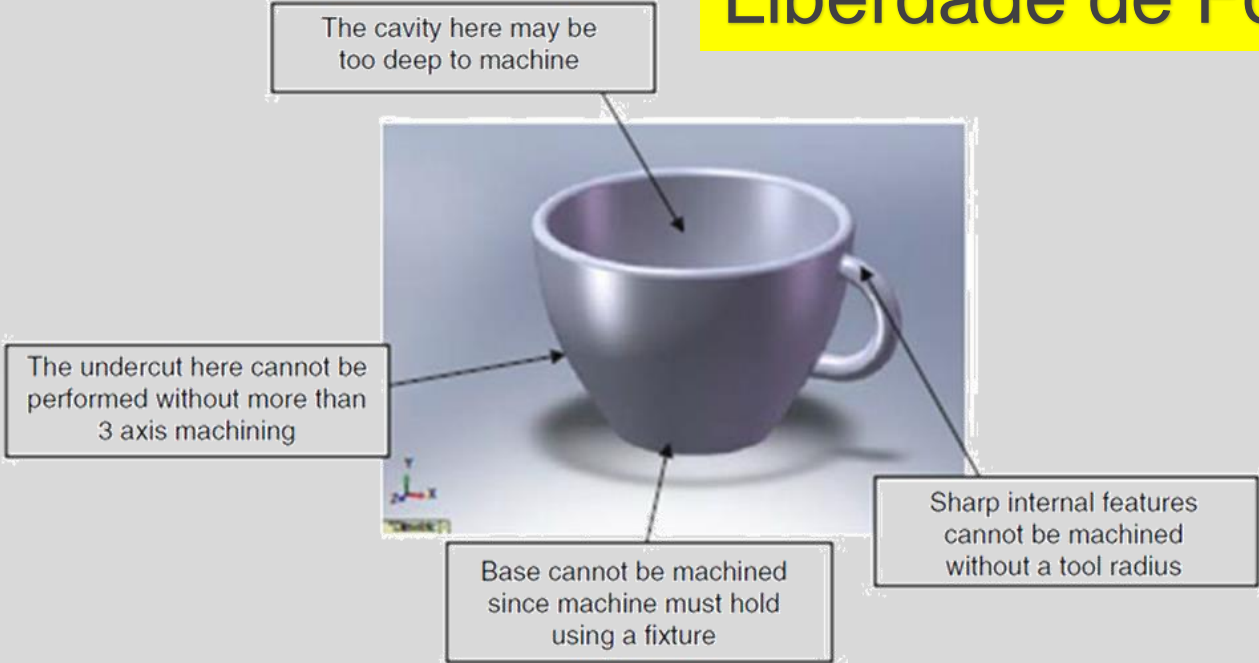 Liberdade de Fo
The cavity here may be
too deep to machine
The undercut here cannot be
performed without more than
3 axis machining
Y
Z X
Base cannot be machined
since machine must hold
using a fixture
Sharp internal features
cannot be machined
without a tool radius